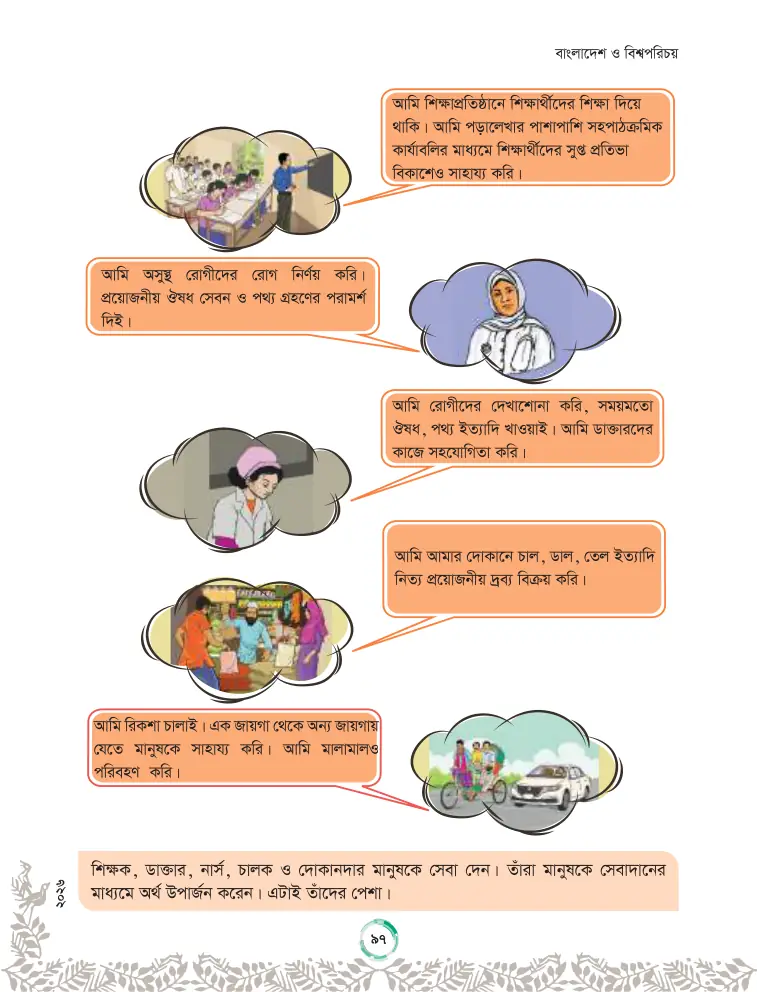 বাংলাদেশ ও বিশ্বপরিচয়
আমি শিক্ষাপ্রতিষ্ঠানে শিক্ষার্থীদের শিক্ষা দিয়ে
থাকি। আমি পড়ালেখার পাশাপাশি সহপাঠক্রমিক
কার্যাবলির মাধ্যমে শিক্ষার্থীদের সুপ্ত প্রতিভা
বিকাশেও সাহায্য করি।
আমি অসুস্থ রোগীদের রোগ নির্ণয় করি।
প্রয়োজনীয় ঔষধ সেবন ও পথ্য গ্রহণের পরামর্শ
দিই।
আমি রোগীদের দেখাশোনা করি, সময়মতো
ঔষধ, পথ্য ইত্যাদি খাওয়াই। আমি ডাক্তারদের
কাজে সহযোগিতা করি।
আমি আমার দোকানে চাল, ডাল, তেল ইত্যাদি
নিত্য প্রয়োজনীয় দ্রব্য বিক্রয় করি।
আমি রিকশা চালাই। এক জায়গা থেকে অন্য জায়গায়
যেতে মানুষকে সাহায্য করি। আমি মালামালও
পরিবহণ করি।
শিক্ষক, ডাক্তার, নার্স, চালক ও দোকানদার মানুষকে সেবা দেন। তাঁরা মানুষকে সেবাদানের
মাধ্যমে অর্থ উপার্জন করেন। এটাই তাঁদের পেশা।
২০২৬
৯৭